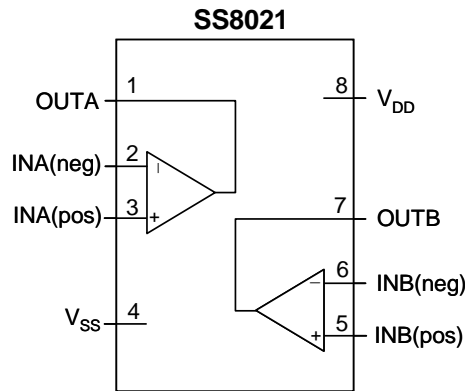 SS8021
OUTA 1
8 V_DD
INA(neg) 2 −
INA(pos) 3 +
7 OUTB
− 6 INB(neg)
V_SS 4
+ 5 INB(pos)